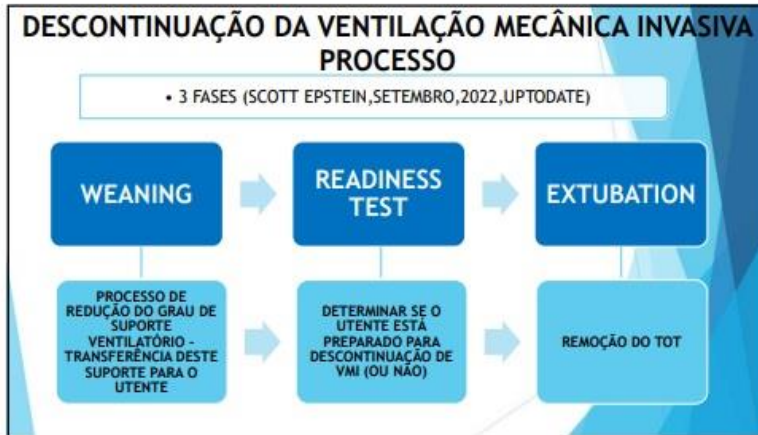 DESCONTINUAÇÃO DA VENTILAÇÃO MECÂNICA INVASIVA
PROCESSO
• 3 FASES (SCOTT EPSTEIN,SETEMBRO,2022,UPTODATE)
WEANING
READINESS
TEST
EXTUBATION
PROCESSO DE
REDUÇÃO DO GRAU DE
SUPORTE
VENTILATÓRIO -
TRANSFERÊNCIA DESTE
SUPORTE PARA O
UTENTE
DETERMINAR SE O
UTENTE ESTÁ
PREPARADO PARA
DESCONTINUAÇÃO DE
VMI (OU NÃO)
REMOÇÃO DO TOT